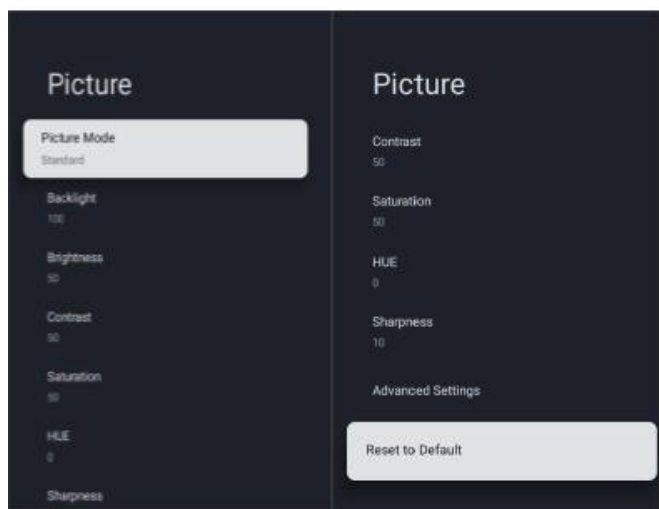 Picture
Picture Mode
Standard
Backlight
100
Brightness
50
Contrast
50
Saturation
50
HUE
0
Sharpness
Picture
Contrast
50
Saturation
50
HUE
0
Sharpness
10
Advanced Settings
Reset to Default